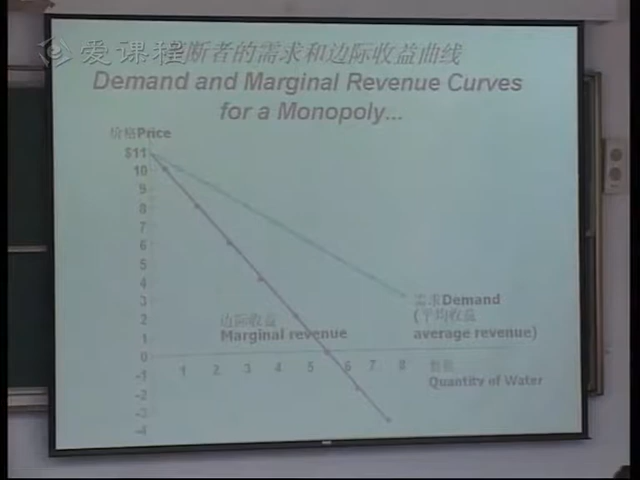 爱课程
断者的需求和边际收益曲线
Demand and Marginal Revenue Curves
for a Monopoly...
价格Price
$11
10
9
8
7
6
5
4
3
2
1
0
-1
-2
-3
-4
1 2 3 4 5 6 7 8
边际收益
Marginal revenue
需求Demand
(平均收益
average revenue)
数量
Quantity of Water